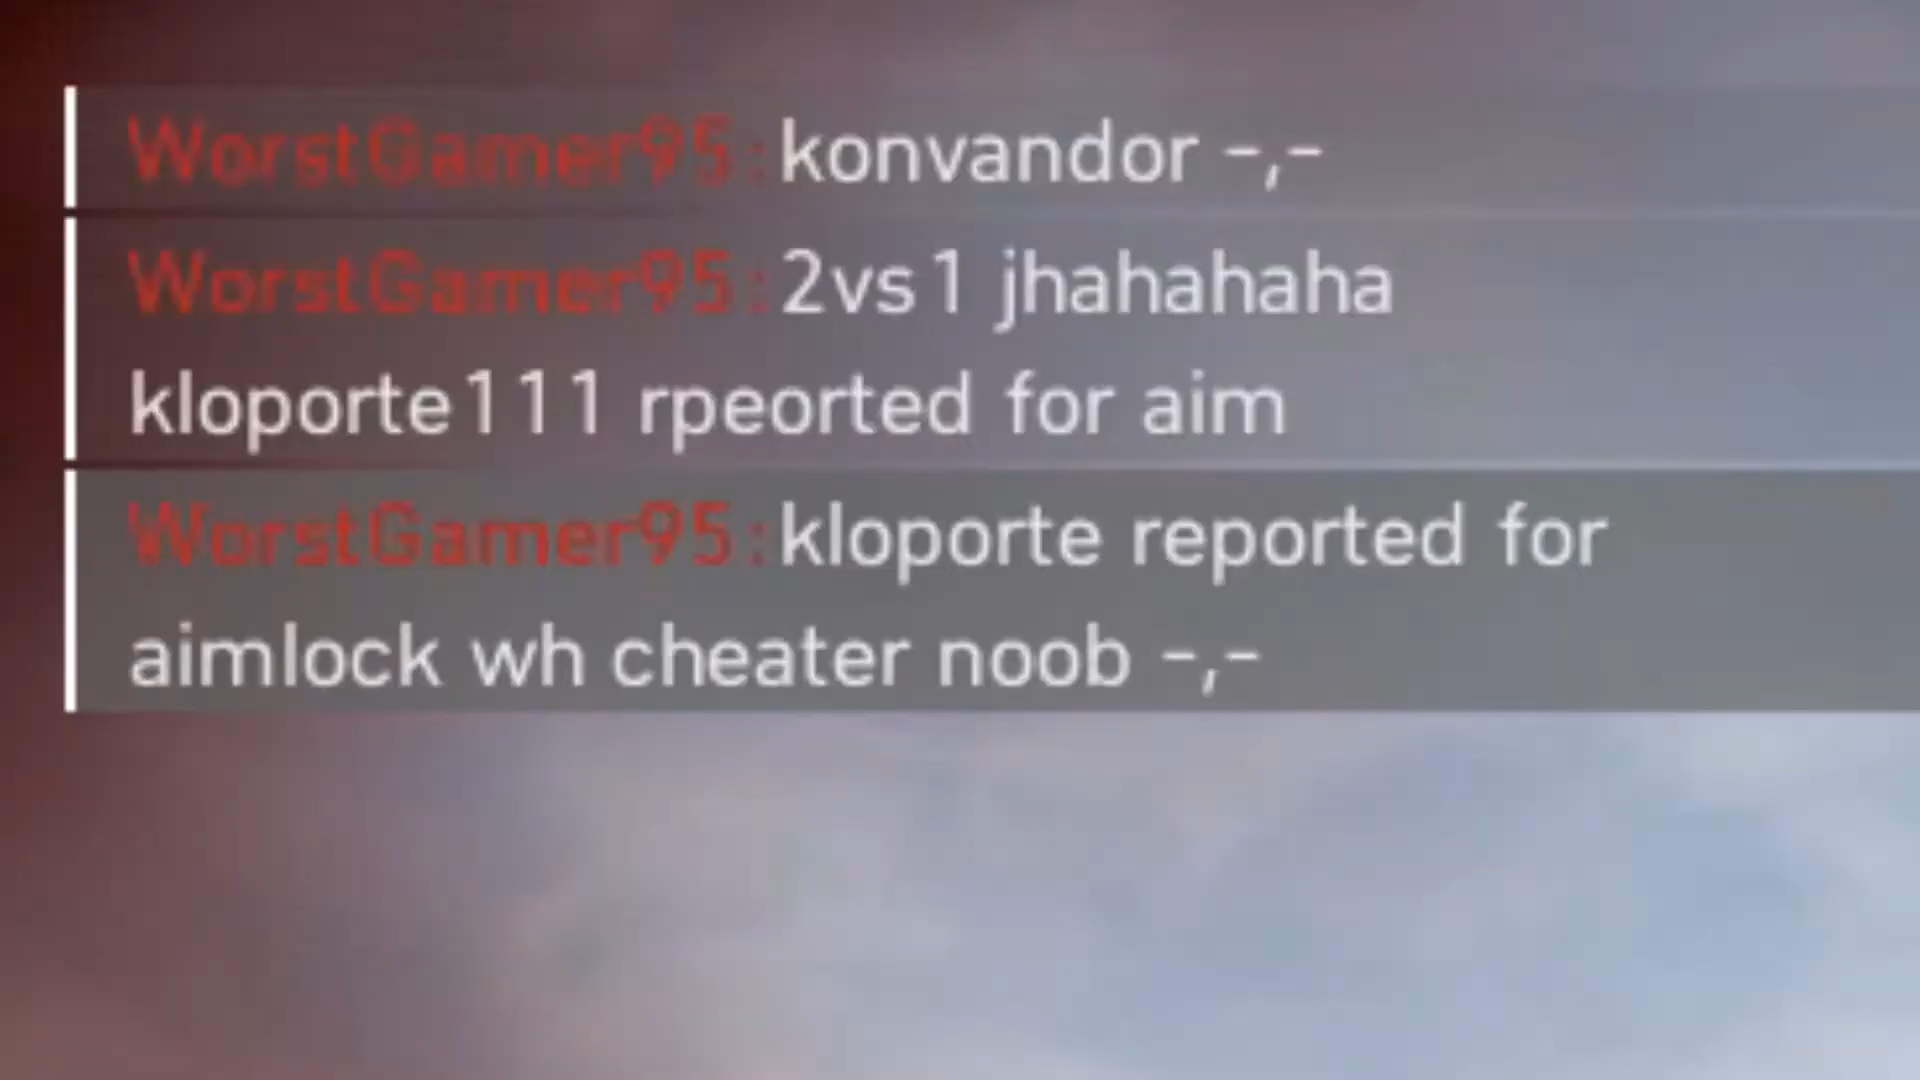 WorstGamer95:konvandor -,-
WorstGamer95:2vs1 jhahahaha
kloporte111 rpeorted for aim
WorstGamer95:kloporte reported for
aimlock wh cheater noob -,-